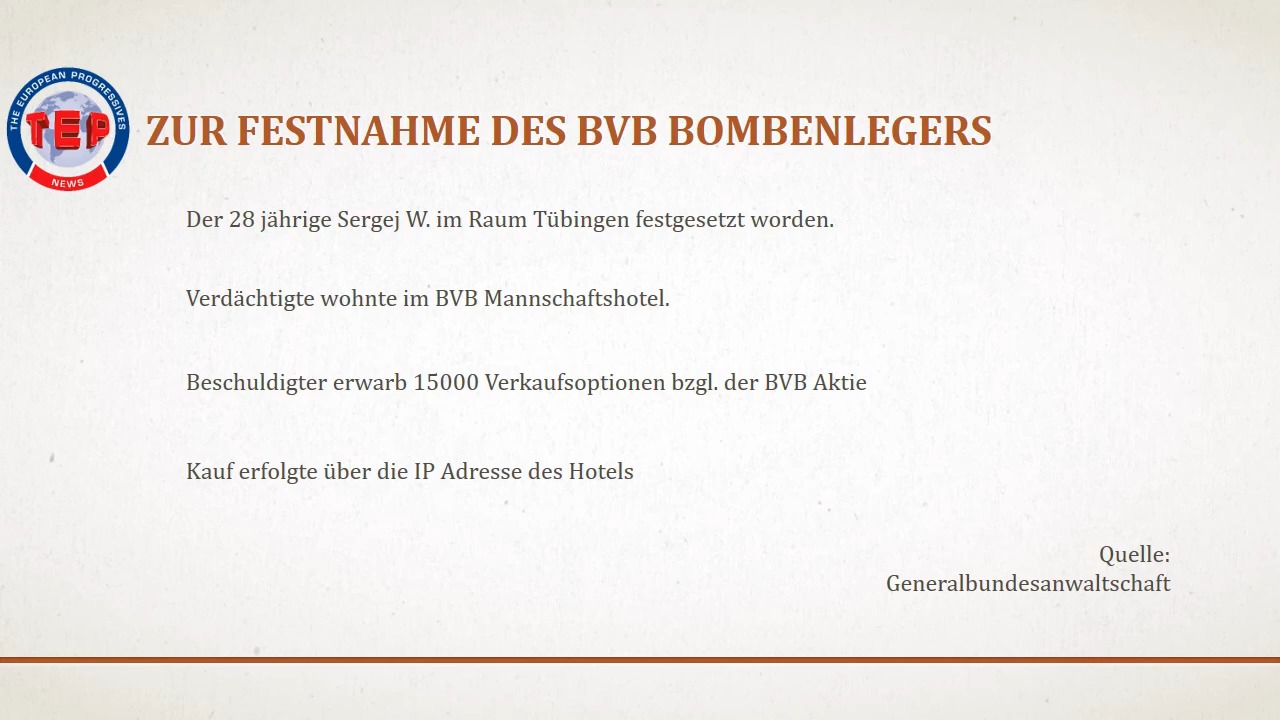 THE EUROPEAN PROGRESSIVES
TEP
NEWS
ZUR FESTNAHME DES BVB BOMBENLEGERS
Der 28 jährige Sergej W. im Raum Tübingen festgesetzt worden.
Verdächtigte wohnte im BVB Mannschaftshotel.
Beschuldigter erwarb 15000 Verkaufsoptionen bzgl. der BVB Aktie
Kauf erfolgte über die IP Adresse des Hotels
Quelle:
Generalbundesanwaltschaft